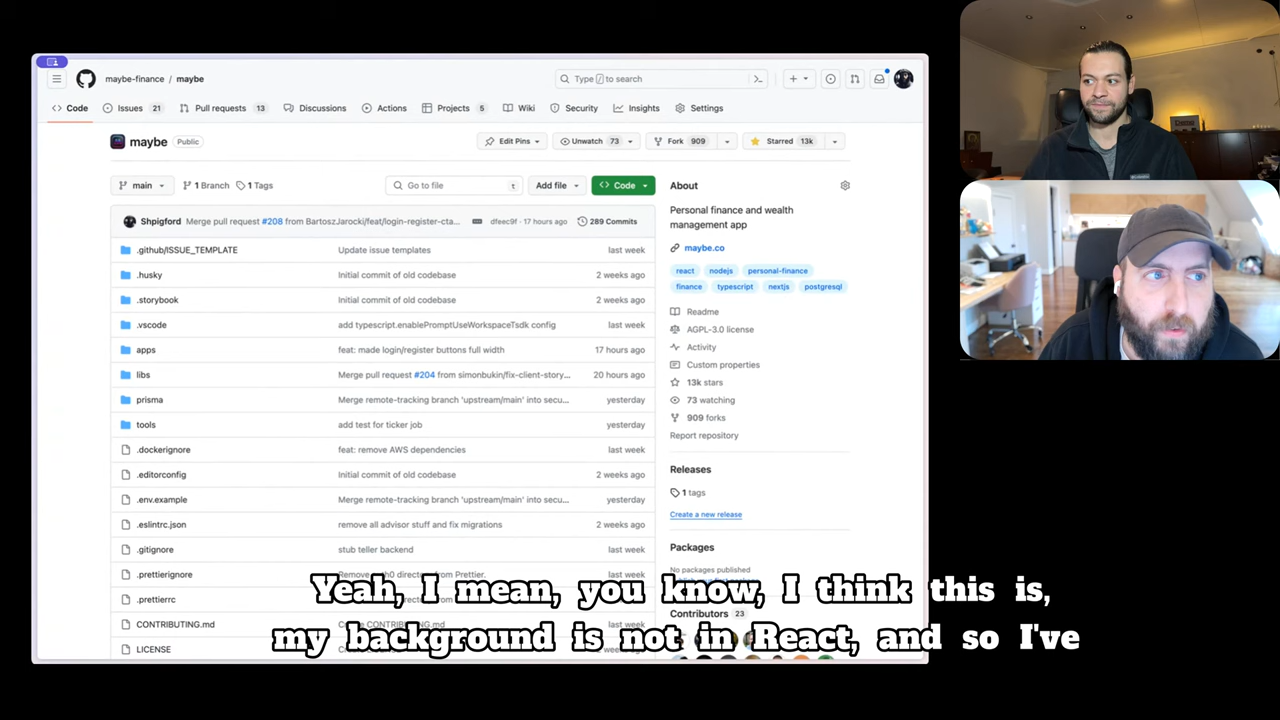 maybe-finance / maybe
Type / to search
Code
Issues 21
Pull requests 13
Discussions
Actions
Projects 5
Wiki
Security
Insights
Settings
maybe Public
Edit Pins
Unwatch 73
Fork 909
Starred 13k
main
1 Branch
1 Tags
Go to file t
Add file
Code
Shpigford Merge pull request #208 from BartoszJarocki/feat/login-register-cta... dfeec9f · 17 hours ago 289 Commits
.github/ISSUE_TEMPLATE Update issue templates last week
.husky Initial commit of old codebase 2 weeks ago
.storybook Initial commit of old codebase 2 weeks ago
.vscode add typescript.enablePromptUseWorkspaceTsdk config last week
apps feat: made login/register buttons full width 17 hours ago
libs Merge pull request #204 from simonbukin/fix-client-story... 20 hours ago
prisma Merge remote-tracking branch 'upstream/main' into secu... yesterday
tools add test for ticker job yesterday
.dockerignore feat: remove AWS dependencies last week
.editorconfig Initial commit of old codebase 2 weeks ago
.env.example Merge remote-tracking branch 'upstream/main' into secu... yesterday
.eslintrc.json remove all advisor stuff and fix migrations 2 weeks ago
.gitignore stub teller backend last week
.prettierignore from Prettier. last week
.prettierrc
CONTRIBUTING.md
LICENSE last week
About
Personal finance and wealth
management app
maybe.co
react nodejs personal-finance
finance typescript nextjs postgresql
Readme
AGPL-3.0 license
Activity
Custom properties
13k stars
73 watching
909 forks
Report repository
Releases
1 tags
Create a new release
Packages
No packages published
Contributors 23
Yeah, I mean, you know, I think this is,
my background is not in React, and so I've